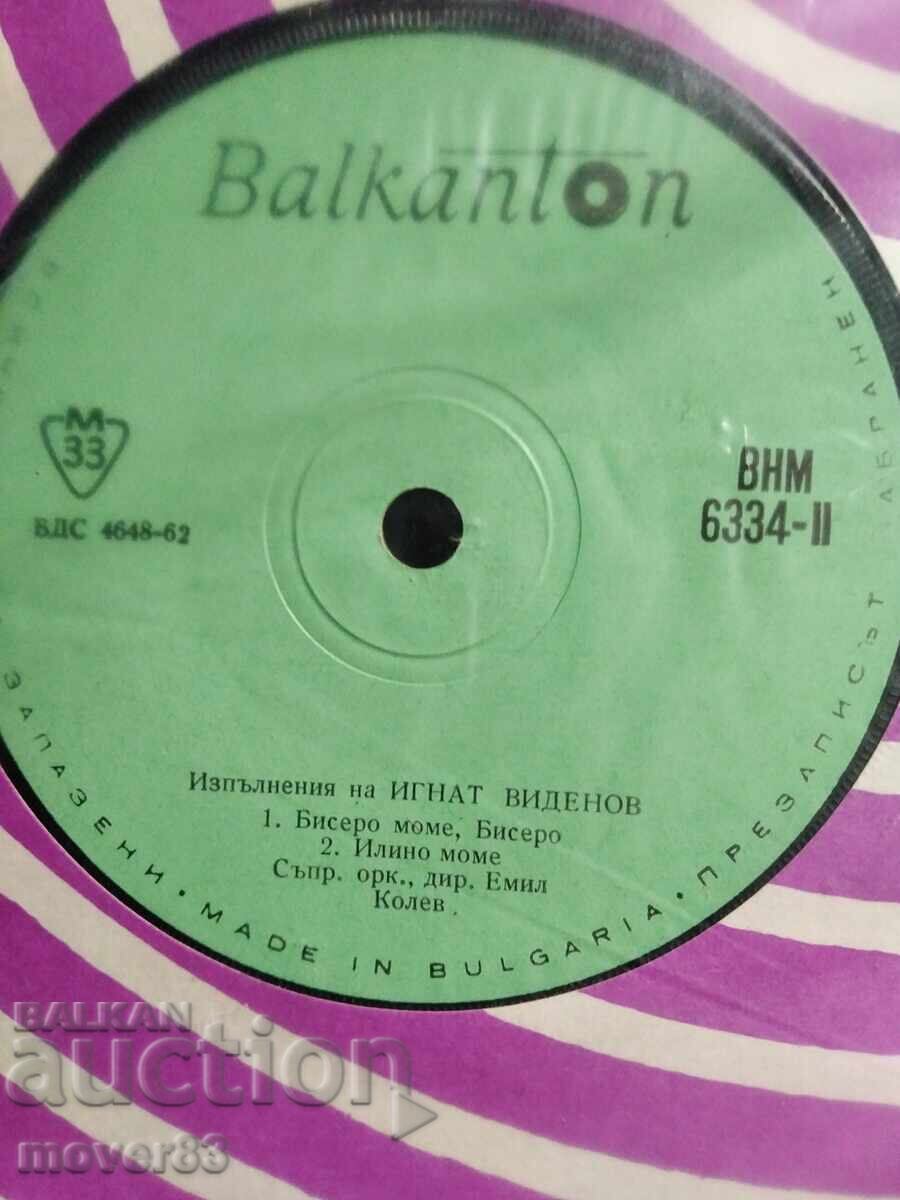 Balkanton
M
33
БДС 4648-62
ВНМ
6334-II
Изпълнения на ИГНАТ ВИДЕНОВ
1. Бисеро моме, Бисеро
2. Илино моме
Съпр. орк., дир. Емил
Колев
ЗАПАЗЕНИ · MADE IN BULGARIA · ПРЕЗАПИСЪТ ЗАБРАНЕН
BALKAN
auction
mover83